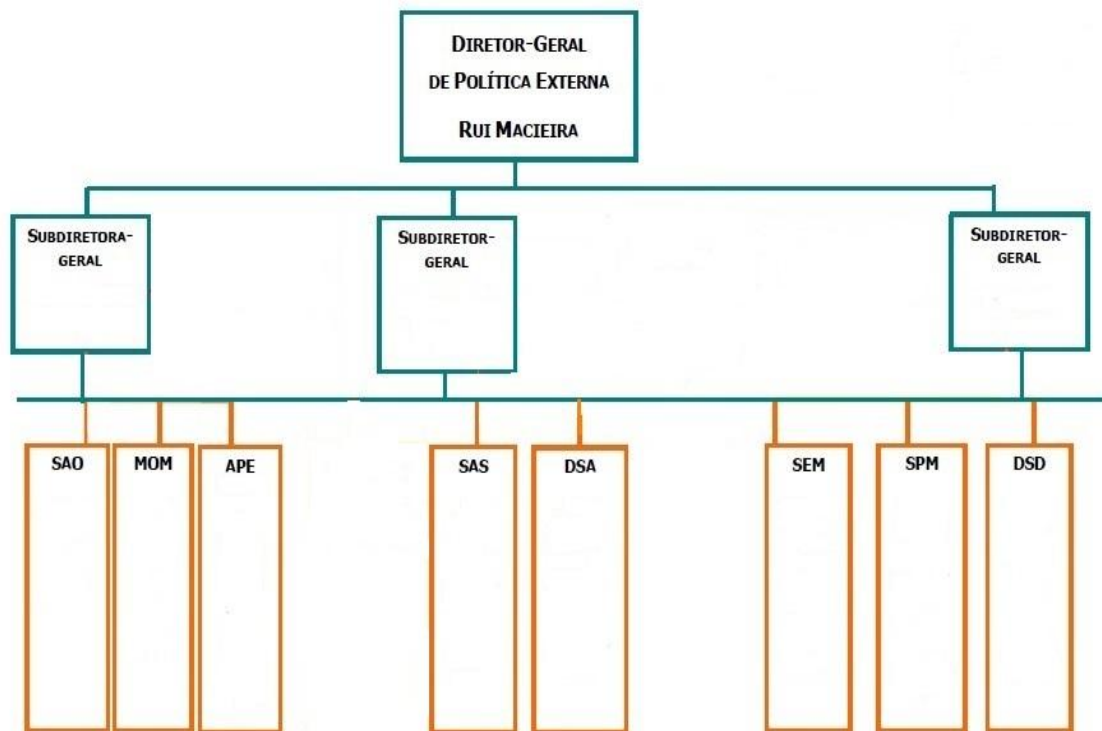 DIRETOR-GERAL
DE POLÍTICA EXTERNA
RUI MACIEIRA
SUBDIRETORA-
GERAL
SUBDIRETOR-
GERAL
SUBDIRETOR-
GERAL
SAO
MOM
APE
SAS
DSA
SEM
SPM
DSD